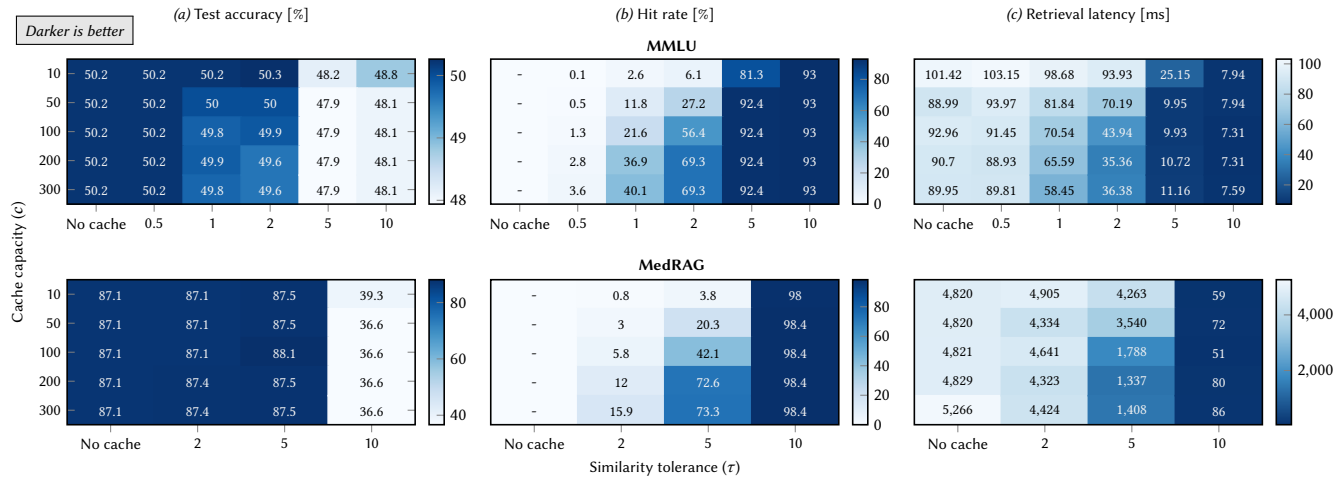 (a) Test accuracy [%] (b) Hit rate [%] (c) Retrieval latency [ms]
Darker is better
MMLU
10 50.2 50.2 50.2 50.3 48.2 48.8 - 0.1 2.6 6.1 81.3 93 101.42 103.15 98.68 93.93 25.15 7.94
50 50.2 50.2 50 50 47.9 48.1 - 0.5 11.8 27.2 92.4 93 88.99 93.97 81.84 70.19 9.95 7.94
100 50.2 50.2 49.8 49.9 47.9 48.1 - 1.3 21.6 56.4 92.4 93 92.96 91.45 70.54 43.94 9.93 7.31
200 50.2 50.2 49.9 49.6 47.9 48.1 - 2.8 36.9 69.3 92.4 93 90.7 88.93 65.59 35.36 10.72 7.31
300 50.2 50.2 49.8 49.6 47.9 48.1 - 3.6 40.1 69.3 92.4 93 89.95 89.81 58.45 36.38 11.16 7.59
No cache 0.5 1 2 5 10 No cache 0.5 1 2 5 10 No cache 0.5 1 2 5 10
50
49
48
80
60
40
20
0
100
80
60
40
20
Cache capacity (c)
MedRAG
10 87.1 87.1 87.5 39.3 - 0.8 3.8 98 4,820 4,905 4,263 59
50 87.1 87.1 87.5 36.6 - 3 20.3 98.4 4,820 4,334 3,540 72
100 87.1 87.1 88.1 36.6 - 5.8 42.1 98.4 4,821 4,641 1,788 51
200 87.1 87.4 87.5 36.6 - 12 72.6 98.4 4,829 4,323 1,337 80
300 87.1 87.4 87.5 36.6 - 15.9 73.3 98.4 5,266 4,424 1,408 86
No cache 2 5 10 No cache 2 5 10 No cache 2 5 10
80
60
40
80
60
40
20
0
4,000
2,000
Similarity tolerance (τ)